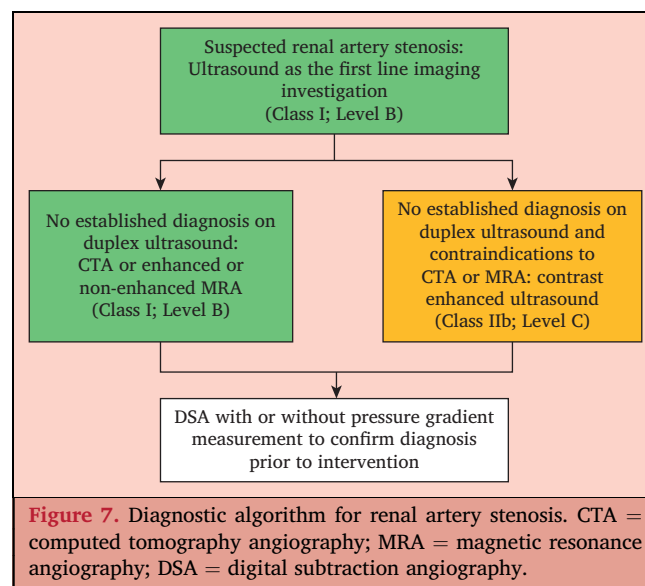 Suspected renal artery stenosis:
Ultrasound as the first line imaging
investigation
(Class I; Level B)
No established diagnosis on
duplex ultrasound:
CTA or enhanced or
non-enhanced MRA
(Class I; Level B)
No established diagnosis on
duplex ultrasound and
contraindications to
CTA or MRA: contrast
enhanced ultrasound
(Class IIb; Level C)
DSA with or without pressure gradient
measurement to confirm diagnosis
prior to intervention
Figure 7. Diagnostic algorithm for renal artery stenosis. CTA =
computed tomography angiography; MRA = magnetic resonance
angiography; DSA = digital subtraction angiography.